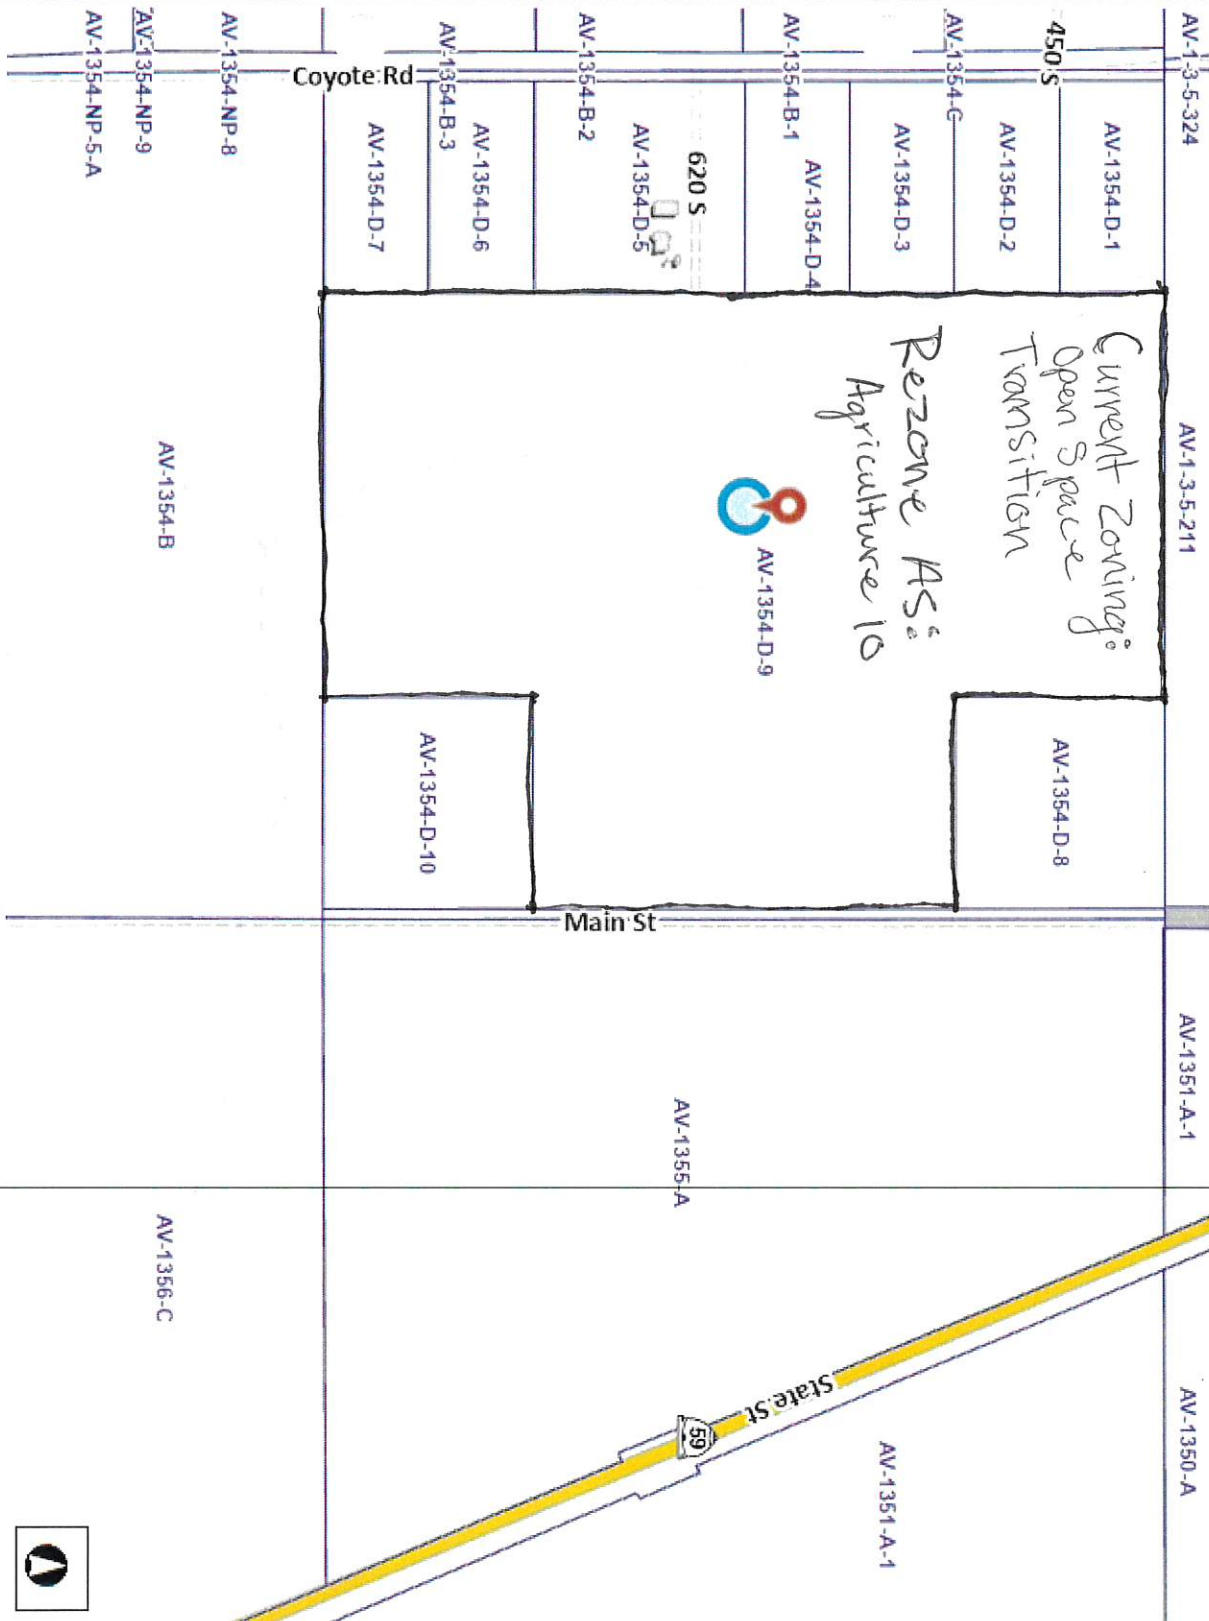 AV-1-3-5-324
AV-1-3-5-211
AV-1351-A-1
AV-1350-A
450 S
AV-1354-D-1
Current Zoning:
Open Space
Transition
AV-1354-D-8
AV-1354-D-2
AV-1354-G
AV-1354-D-3
Rezone As:
Agriculture 10
AV-1351-A-1
AV-1354-B-1
AV-1354-D-4
AV-1354-D-9
State St
59
620 S
AV-1354-D-5
AV-1355-A
Main St
AV-1354-B-2
AV-1354-D-6
AV-1354-B-3
AV-1354-D-10
AV-1354-D-7
Coyote Rd
AV-1354-NP-8
AV-1354-B
AV-1356-C
AV-1354-NP-9
AV-1354-NP-5-A